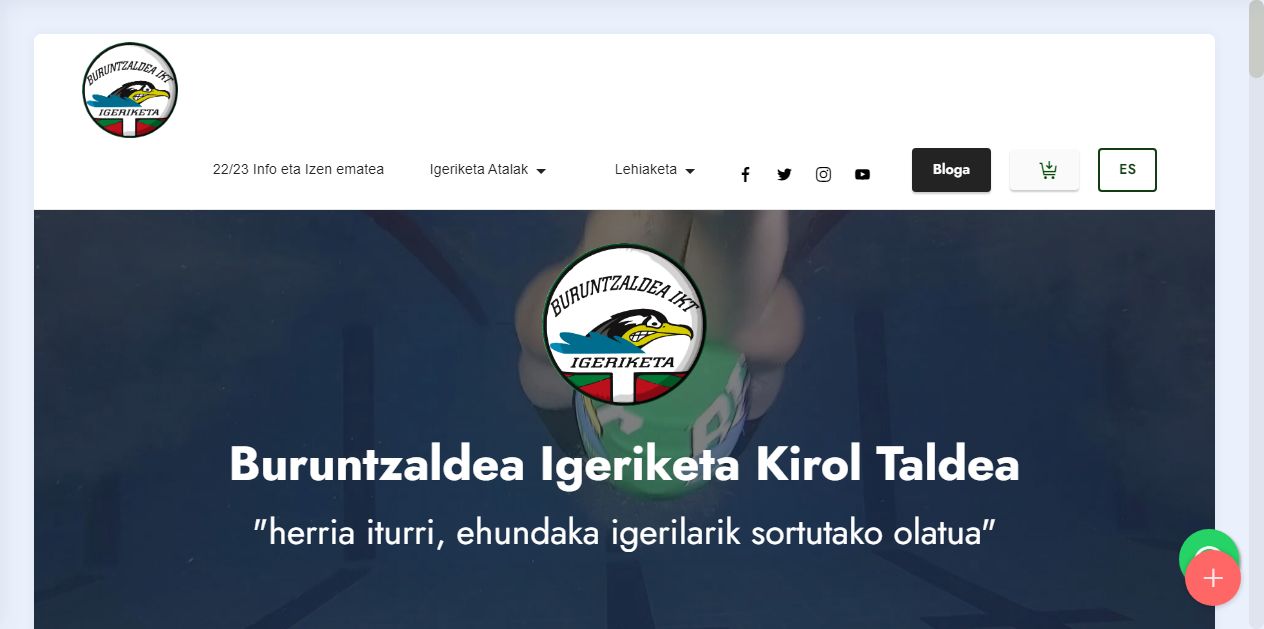 BURUNTZALDEA IKT
IGERIKETA
22/23 Info eta Izen ematea
Igeriketa Atalak
Lehiaketa
Bloga
ES
BURUNTZALDEA IKT
IGERIKETA
Buruntzaldea Igeriketa Kirol Taldea
"herria iturri, ehundaka igerilarik sortutako olatua"